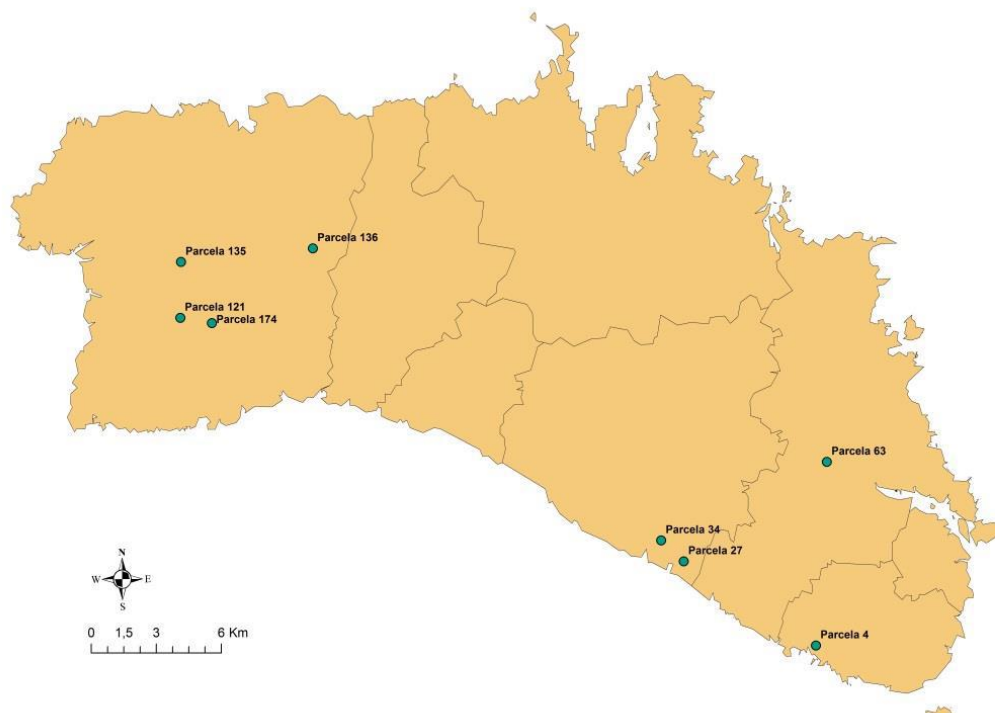 Parcela 136
Parcela 135
Parcela 121
Parcela 174
Parcela 63
Parcela 34
Parcela 27
Parcela 4
N
W E
S
0 1,5 3 6 Km